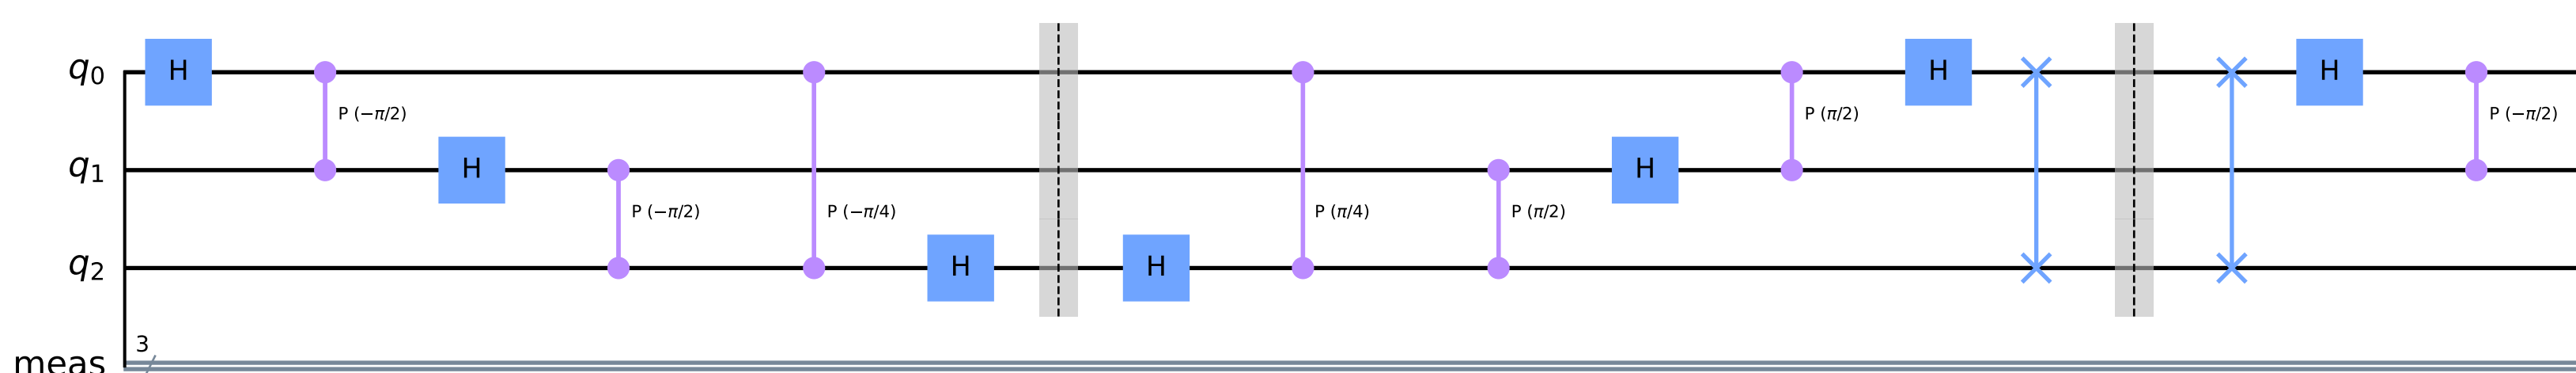 q0 H H H
P (−π/2) P (π/2) P (−π/2)
q1 H H
P (−π/2) P (−π/4) P (π/4) P (π/2)
q2 H H
3
meas